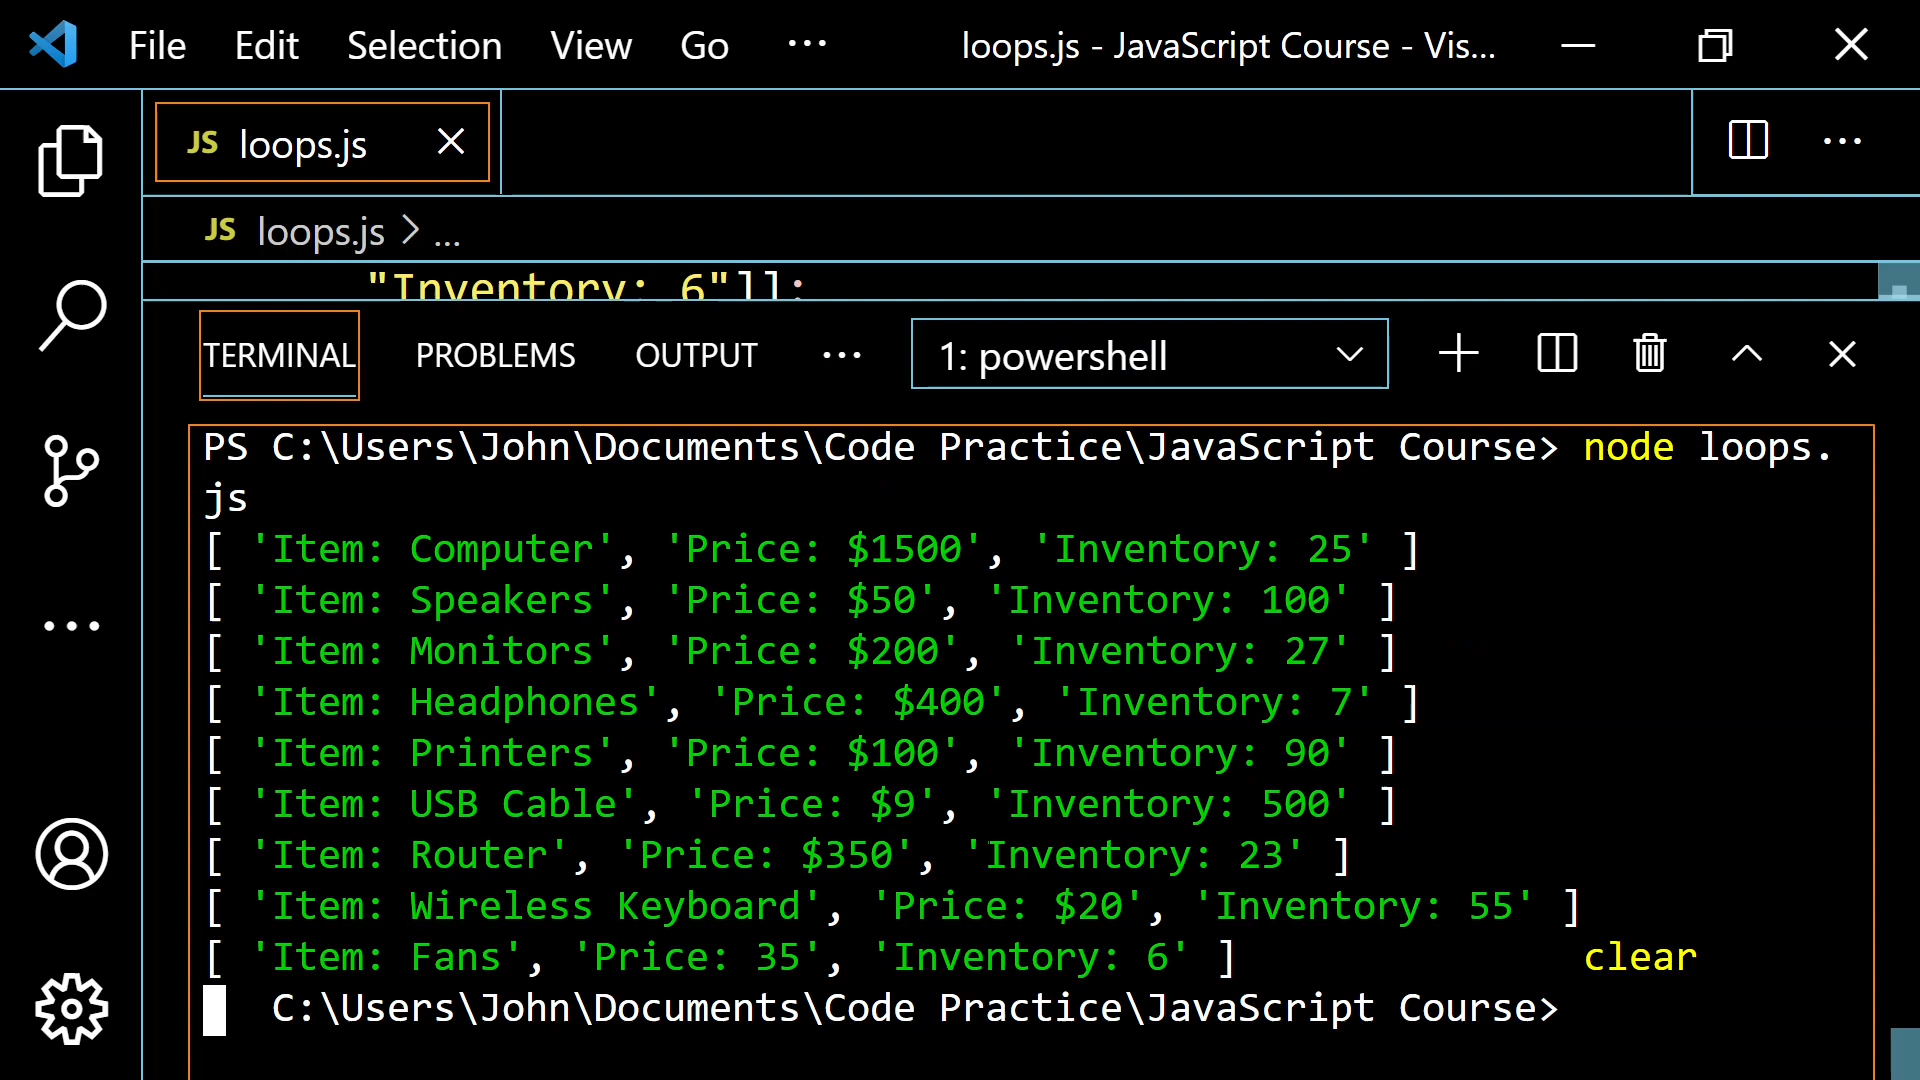 File Edit Selection View Go ... loops.js - JavaScript Course - Vis...
JS loops.js
JS loops.js > ...
"Inventory: 6"]];
TERMINAL PROBLEMS OUTPUT ... 1: powershell
PS C:\Users\John\Documents\Code Practice\JavaScript Course> node loops.
js
[ 'Item: Computer', 'Price: $1500', 'Inventory: 25' ]
[ 'Item: Speakers', 'Price: $50', 'Inventory: 100' ]
[ 'Item: Monitors', 'Price: $200', 'Inventory: 27' ]
[ 'Item: Headphones', 'Price: $400', 'Inventory: 7' ]
[ 'Item: Printers', 'Price: $100', 'Inventory: 90' ]
[ 'Item: USB Cable', 'Price: $9', 'Inventory: 500' ]
[ 'Item: Router', 'Price: $350', 'Inventory: 23' ]
[ 'Item: Wireless Keyboard', 'Price: $20', 'Inventory: 55' ]
[ 'Item: Fans', 'Price: 35', 'Inventory: 6' ] clear
C:\Users\John\Documents\Code Practice\JavaScript Course>